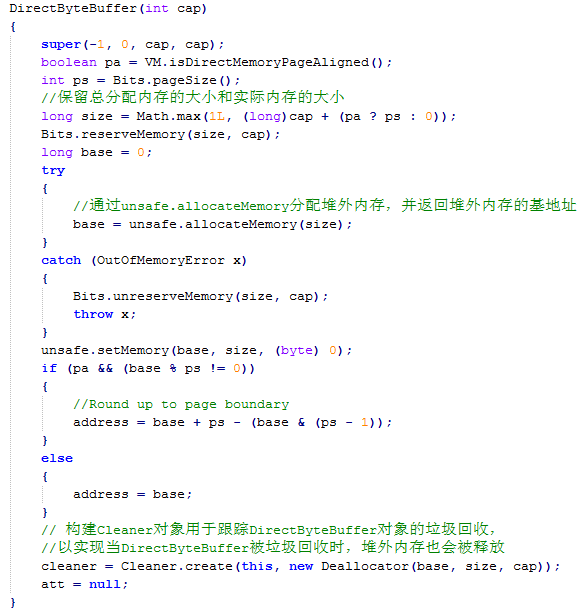 DirectByteBuffer(int cap)
{
    super(-1, 0, cap, cap);
    boolean pa = VM.isDirectMemoryPageAligned();
    int ps = Bits.pageSize();
    //保留总分配内存的大小和实际内存的大小
    long size = Math.max(1L, (long)cap + (pa ? ps : 0));
    Bits.reserveMemory(size, cap);
    long base = 0;
    try
    {
        //通过unsafe.allocateMemory分配堆外内存，并返回堆外内存的基地址
        base = unsafe.allocateMemory(size);
    }
    catch (OutOfMemoryError x)
    {
        Bits.unreserveMemory(size, cap);
        throw x;
    }
    unsafe.setMemory(base, size, (byte) 0);
    if (pa && (base % ps != 0))
    {
        //Round up to page boundary
        address = base + ps - (base & (ps - 1));
    }
    else
    {
        address = base;
    }
    // 构建Cleaner对象用于跟踪DirectByteBuffer对象的垃圾回收，
    //以实现当DirectByteBuffer被垃圾回收时，堆外内存也会被释放
    cleaner = Cleaner.create(this, new Deallocator(base, size, cap));
    att = null;
}